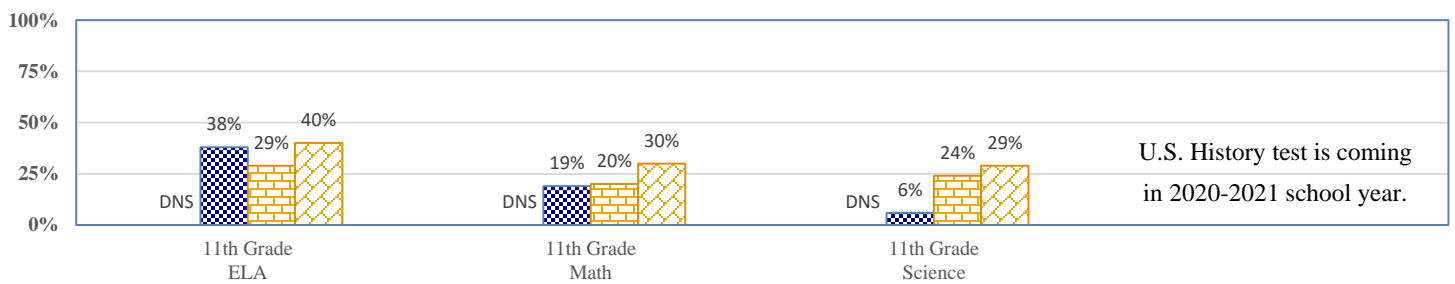 100%
75%
50%
25%
0%
DNS
38%
29%
40%
DNS
19%
20%
30%
DNS
6%
24%
29%
U.S. History test is coming
in 2020-2021 school year.
11th Grade
ELA
11th Grade
Math
11th Grade
Science